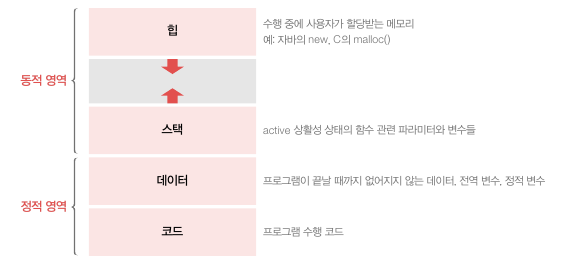 힙
수행 중에 사용자가 할당받는 메모리
예: 자바의 new, C의 malloc()
동적 영역
스택
active 상활성 상태의 함수 관련 파라미터와 변수들
데이터
프로그램이 끝날 때까지 없어지지 않는 데이터, 전역 변수, 정적 변수
정적 영역
코드
프로그램 수행 코드